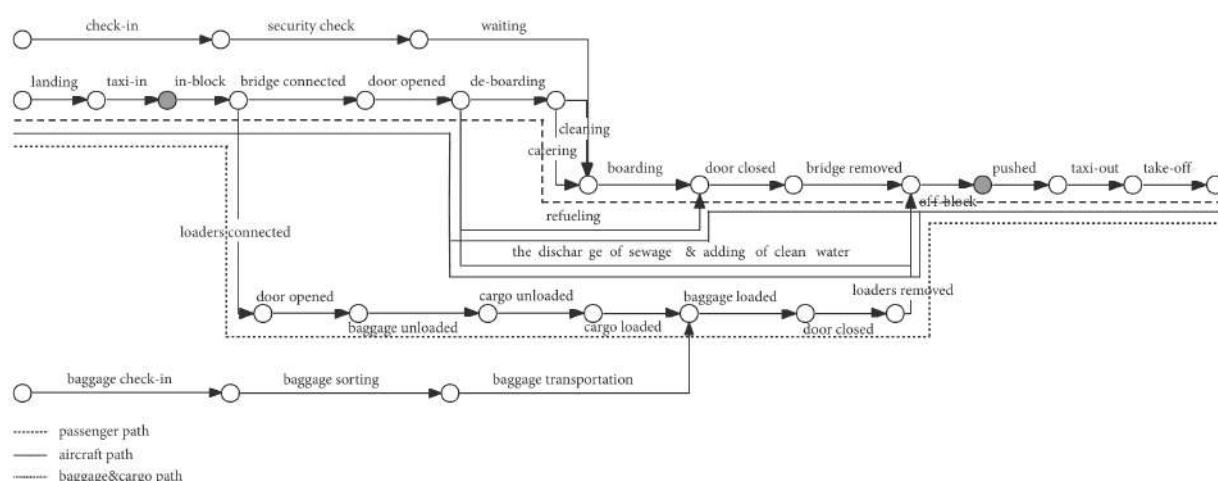 check-in security check waiting
landing taxi-in in-block bridge connected door opened de-boarding
cleaning
catering
boarding door closed bridge removed pushed taxi-out take-off
off-block
refueling
loaders connected
the dischar ge of sewage & adding of clean water
door opened cargo unloaded baggage loaded loaders removed
baggage unloaded cargo loaded door closed
baggage check-in baggage sorting baggage transportation
passenger path
aircraft path
baggage&cargo path